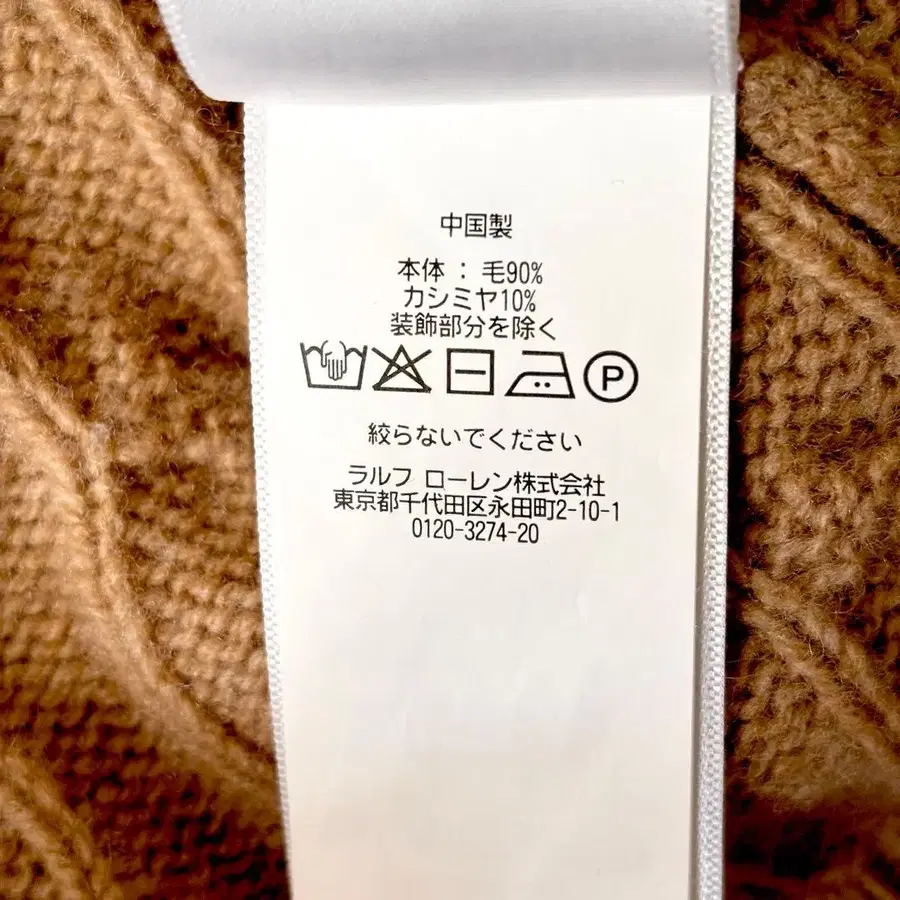 中国製
本体 : 毛90%
カシミヤ10%
装飾部分を除く
P
絞らないでください
ラルフ ローレン株式会社
東京都千代田区永田町2-10-1
0120-3274-20